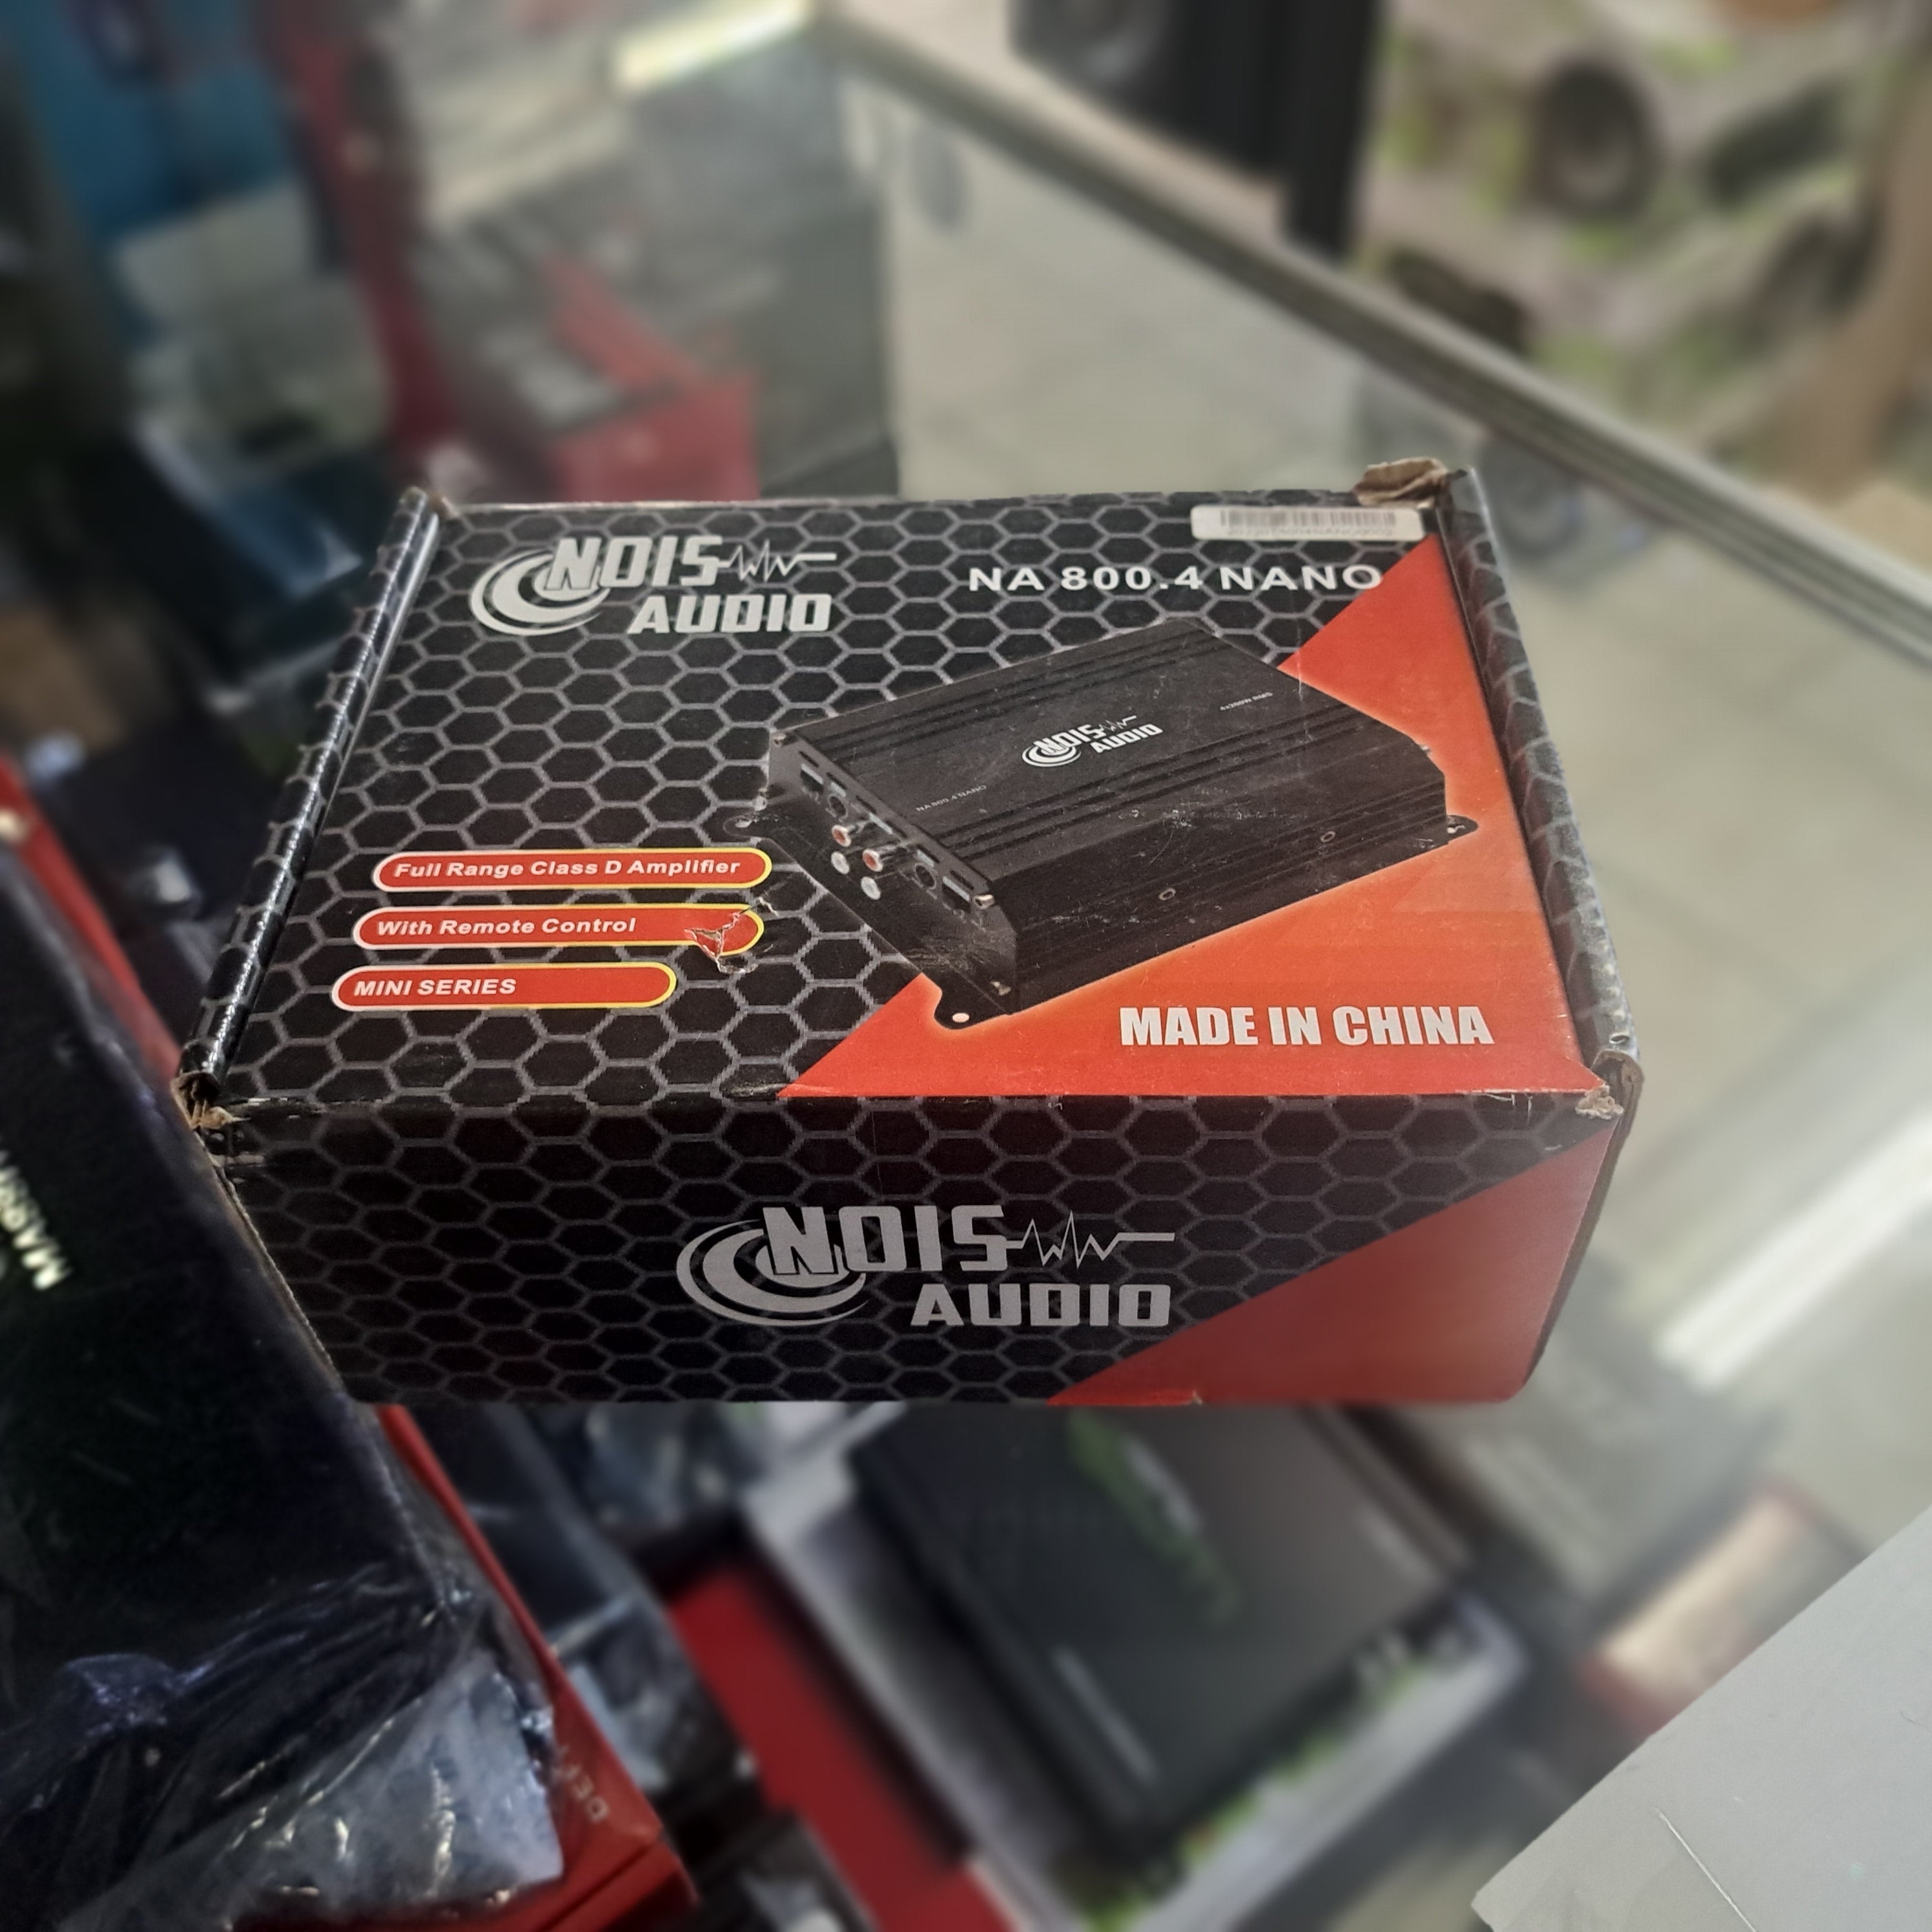 NOIS
AUDIO
NA 800.4 NANO
NOIS
AUDIO
NA 800.4 NANO
Full Range Class D Amplifier
With Remote Control
MINI SERIES
MADE IN CHINA
NOIS
AUDIO